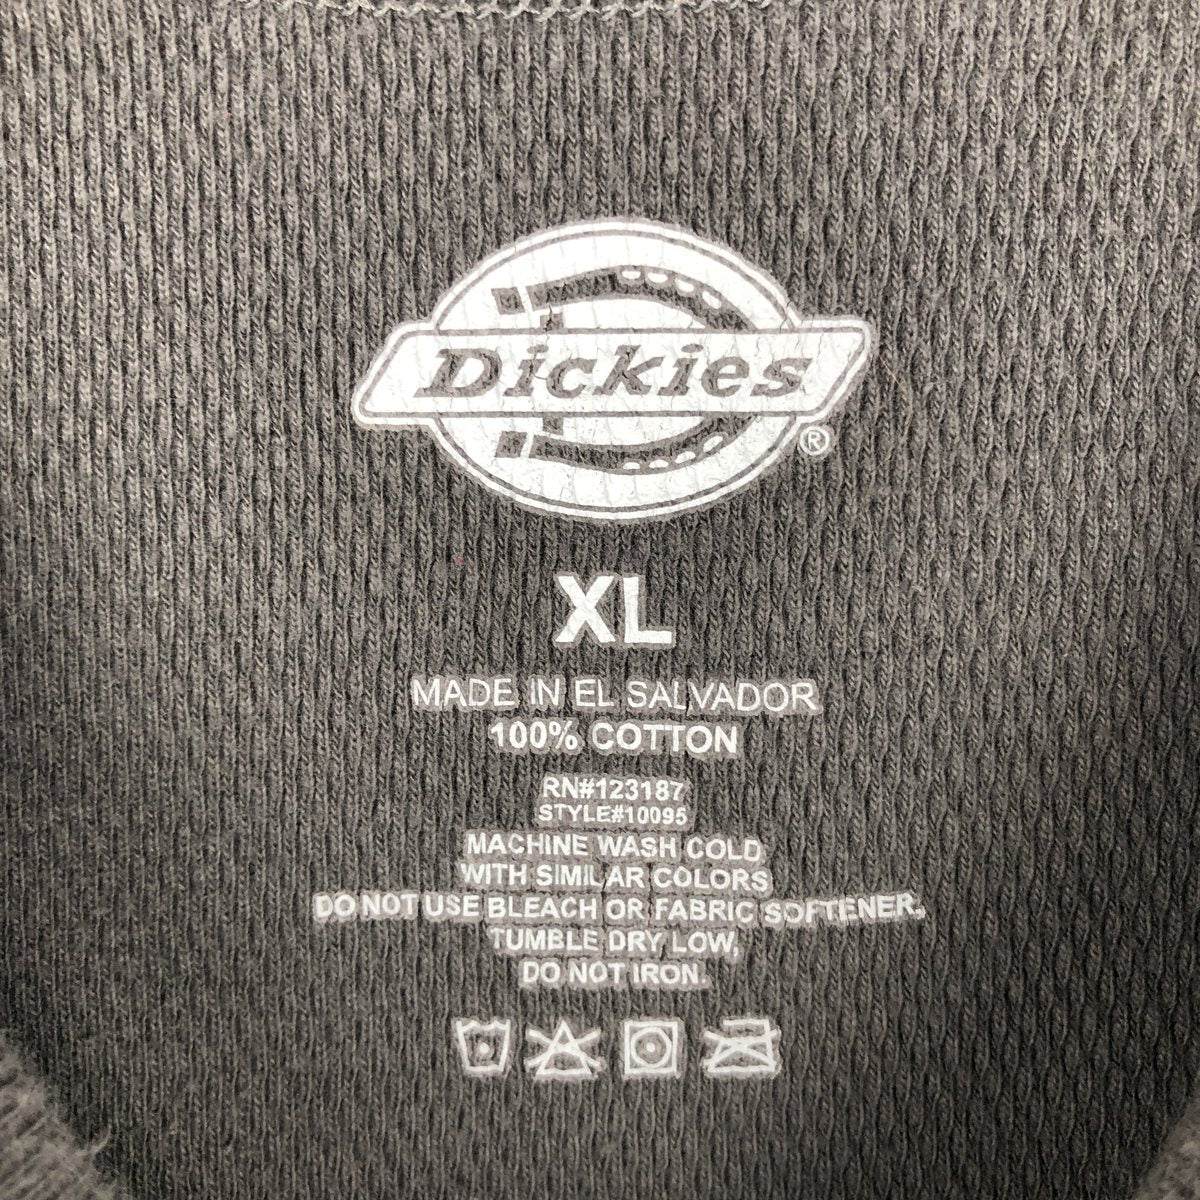 Dickies
®
XL
MADE IN EL SALVADOR
100% COTTON
RN#123187
STYLE#10095
MACHINE WASH COLD
WITH SIMILAR COLORS
DO NOT USE BLEACH OR FABRIC SOFTENER,
TUMBLE DRY LOW,
DO NOT IRON.